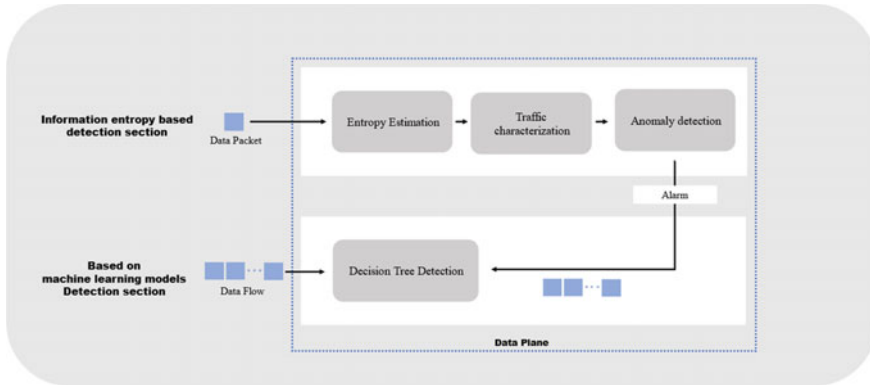 Information entropy based
detection section
Data Packet
Entropy Estimation
Traffic
characterization
Anomaly detection
Alarm
Based on
machine learning models
Detection section
Data Flow
Decision Tree Detection
Data Plane